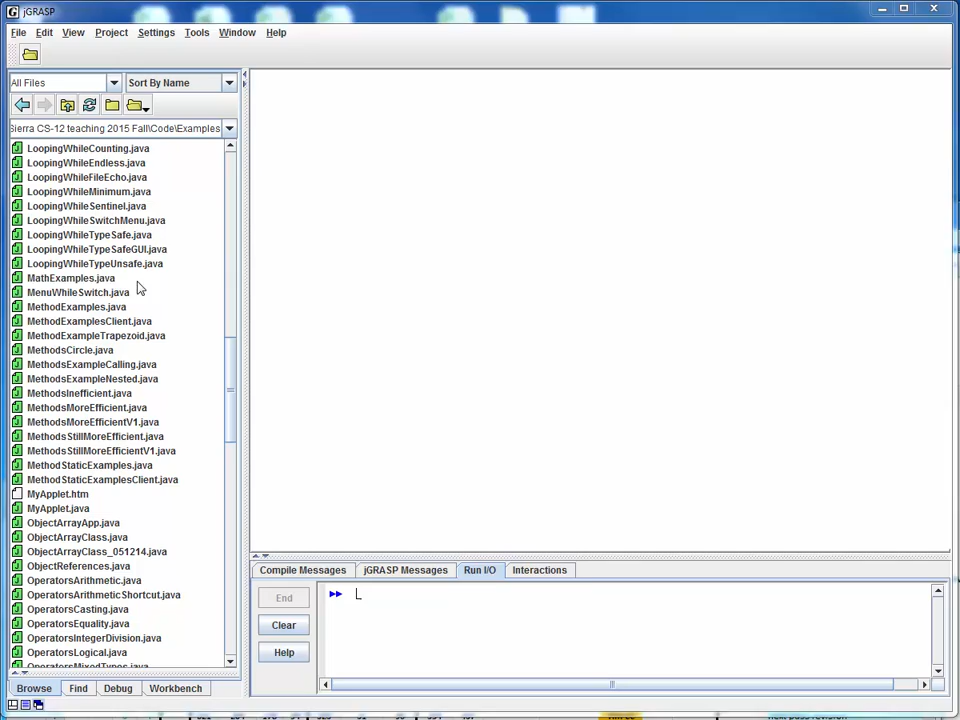 jGRASP
File Edit View Project Settings Tools Window Help
All Files Sort By Name
Sierra CS-12 teaching 2015 Fall\Code\Examples
LoopingWhileCounting.java
LoopingWhileEndless.java
LoopingWhileFileEcho.java
LoopingWhileMinimum.java
LoopingWhileSentinel.java
LoopingWhileSwitchMenu.java
LoopingWhileTypeSafe.java
LoopingWhileTypeSafeGUI.java
LoopingWhileTypeUnsafe.java
MathExamples.java
MenuWhileSwitch.java
MethodExamples.java
MethodExamplesClient.java
MethodExampleTrapezoid.java
MethodsCircle.java
MethodsExampleCalling.java
MethodsExampleNested.java
MethodsInefficient.java
MethodsMoreEfficient.java
MethodsMoreEfficientV1.java
MethodsStillMoreEfficient.java
MethodsStillMoreEfficientV1.java
MethodStaticExamples.java
MethodStaticExamplesClient.java
MyApplet.htm
MyApplet.java
ObjectArrayApp.java
ObjectArrayClass.java
ObjectArrayClass_051214.java
ObjectReferences.java
OperatorsArithmetic.java
OperatorsArithmeticShortcut.java
OperatorsCasting.java
OperatorsEquality.java
OperatorsIntegerDivision.java
OperatorsLogical.java
OperatorsMixedTypes.java
Compile Messages jGRASP Messages Run I/O Interactions
End
Clear
Help
Browse Find Debug Workbench